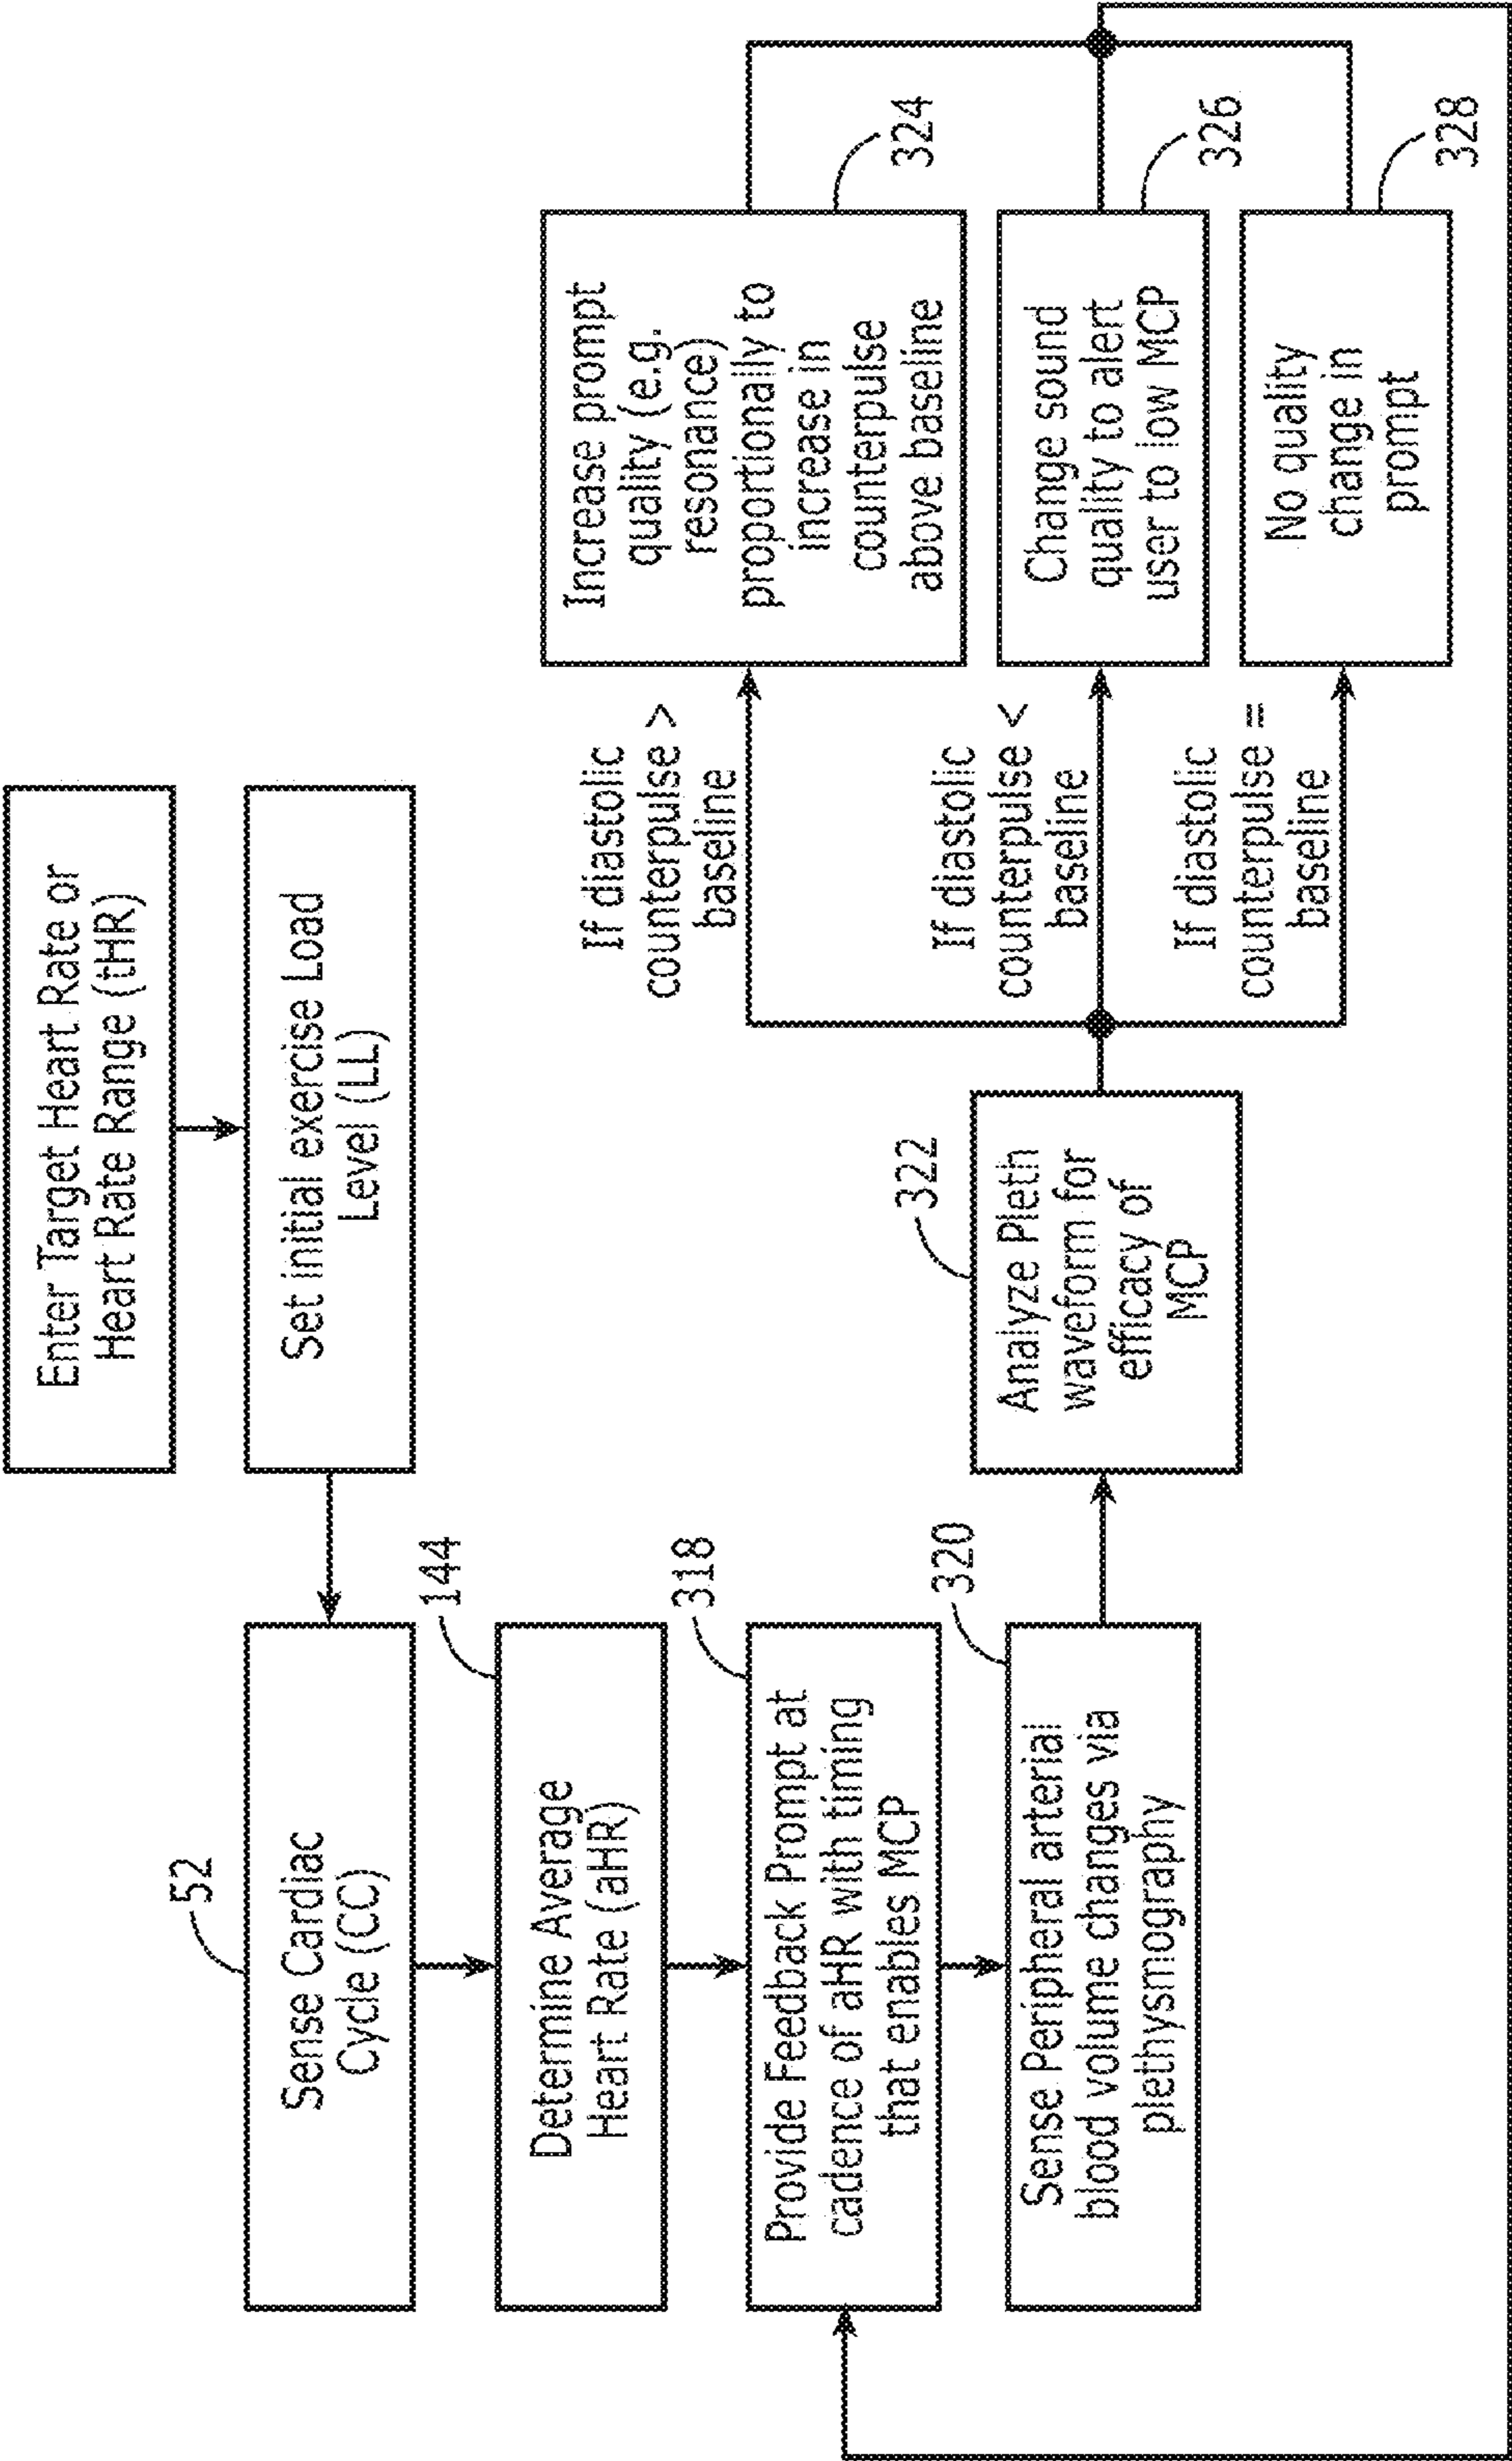 Enter Target Heart Rate or
Heart Rate Range (tHR)
Set initial exercise Load
Level (LL)
52
Sense Cardiac
Cycle (CC)
144
Determine Average
Heart Rate (aHR)
318
Provide Feedback Prompt at
cadence of aHR with timing
that enables MCP
320
Sense Peripheral arterial
blood volume changes via
plethysmography
322
Analyze Pleth
waveform for
efficacy of
MCP
If diastolic
counterpulse >
baseline
Increase prompt
quality (e.g.
resonance)
proportionally to
increase in
counterpulse
above baseline
324
If diastolic
counterpulse <
baseline
Change sound
quality to alert
user to low MCP
326
If diastolic
counterpulse =
baseline
No quality
change in
prompt
328